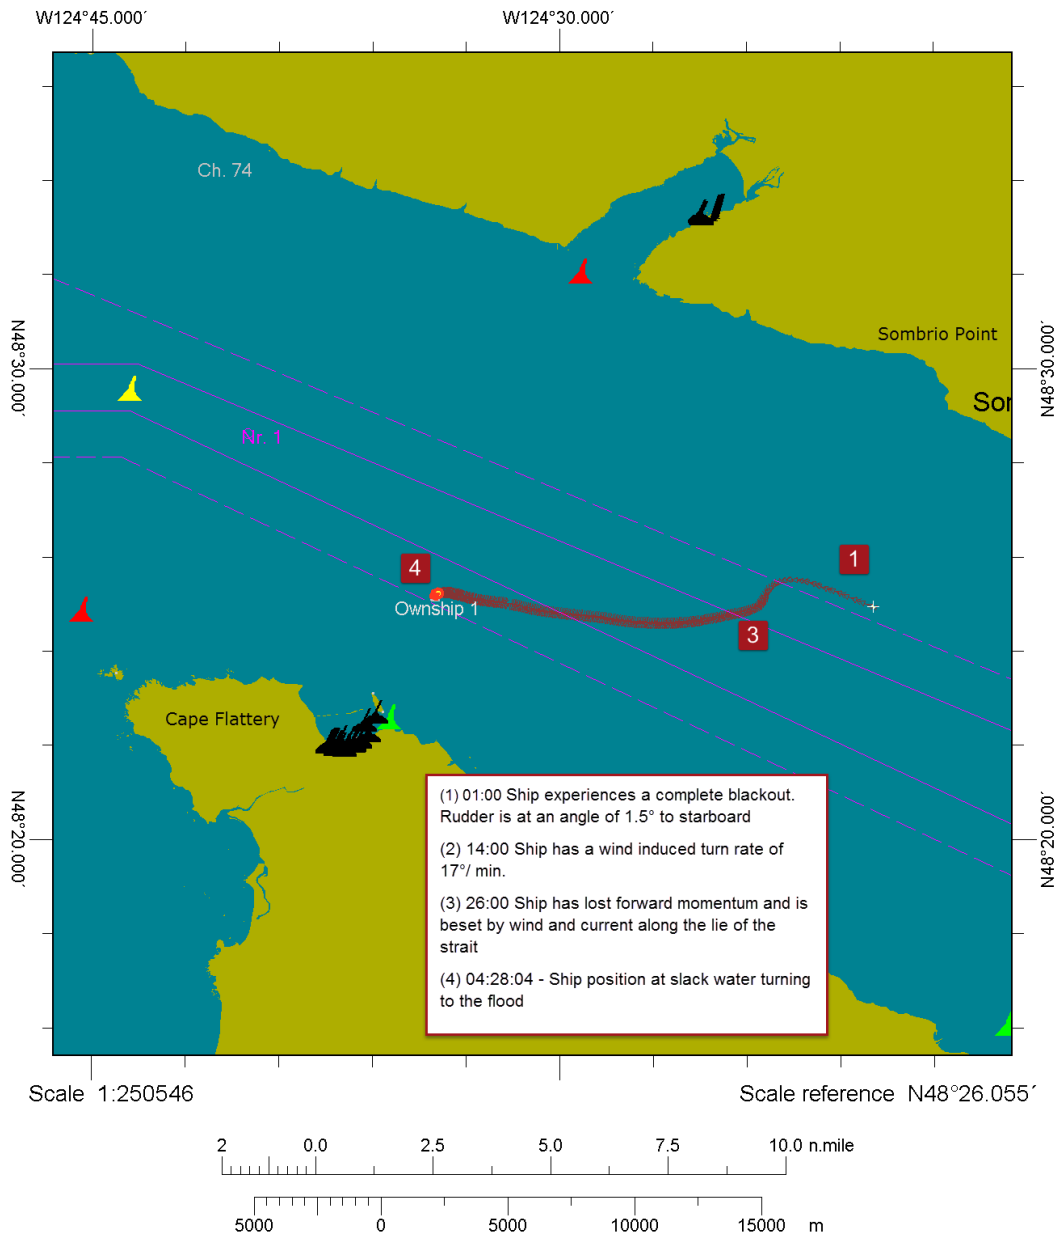 W124°45.000´
W124°30.000´
Ch. 74
Sombrio Point
N48°30.000´
N48°30.000´
Sor
Nr. 1
1
4
Ownship 1
3
Cape Flattery
(1) 01:00 Ship experiences a complete blackout.
Rudder is at an angle of 1.5° to starboard
(2) 14:00 Ship has a wind induced turn rate of
17°/ min.
(3) 26:00 Ship has lost forward momentum and is
beset by wind and current along the lie of the
strait
(4) 04:28:04 - Ship position at slack water turning
to the flood
N48°20.000´
N48°20.000´
Scale 1:250546
Scale reference N48°26.055´
2 0.0 2.5 5.0 7.5 10.0 n.mile
5000 0 5000 10000 15000 m